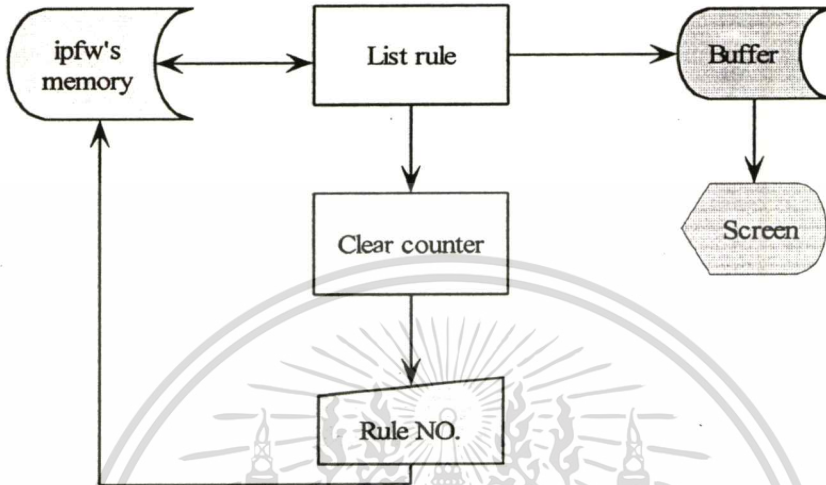 ipfw's
memory
List rule
Buffer
Clear counter
Screen
Rule NO.